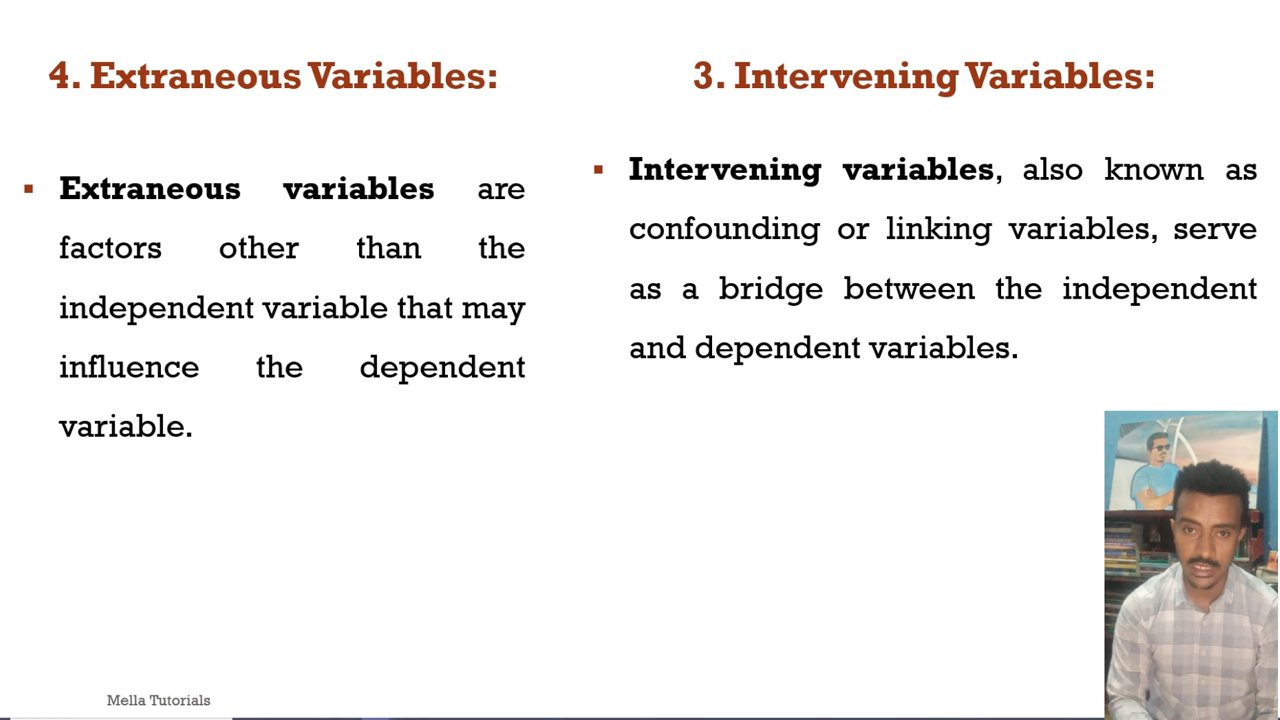 4. Extraneous Variables:
▪ Extraneous variables are
factors other than the
independent variable that may
influence the dependent
variable.
3. Intervening Variables:
▪ Intervening variables, also known as
confounding or linking variables, serve
as a bridge between the independent
and dependent variables.
Mella Tutorials